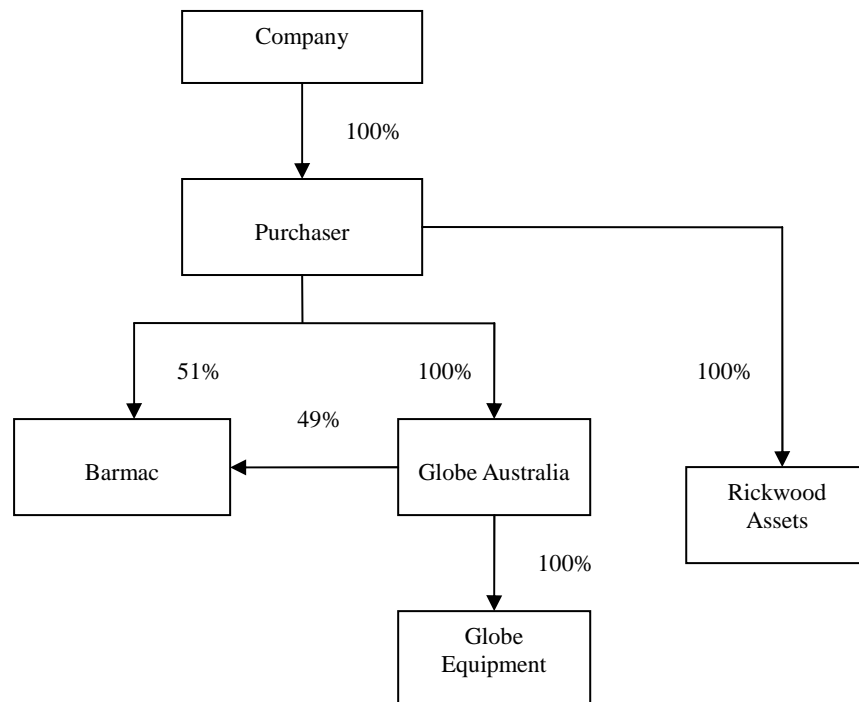 Company
100%
Purchaser
51%
100%
100%
49%
Barmac
Globe Australia
Rickwood
Assets
100%
Globe
Equipment